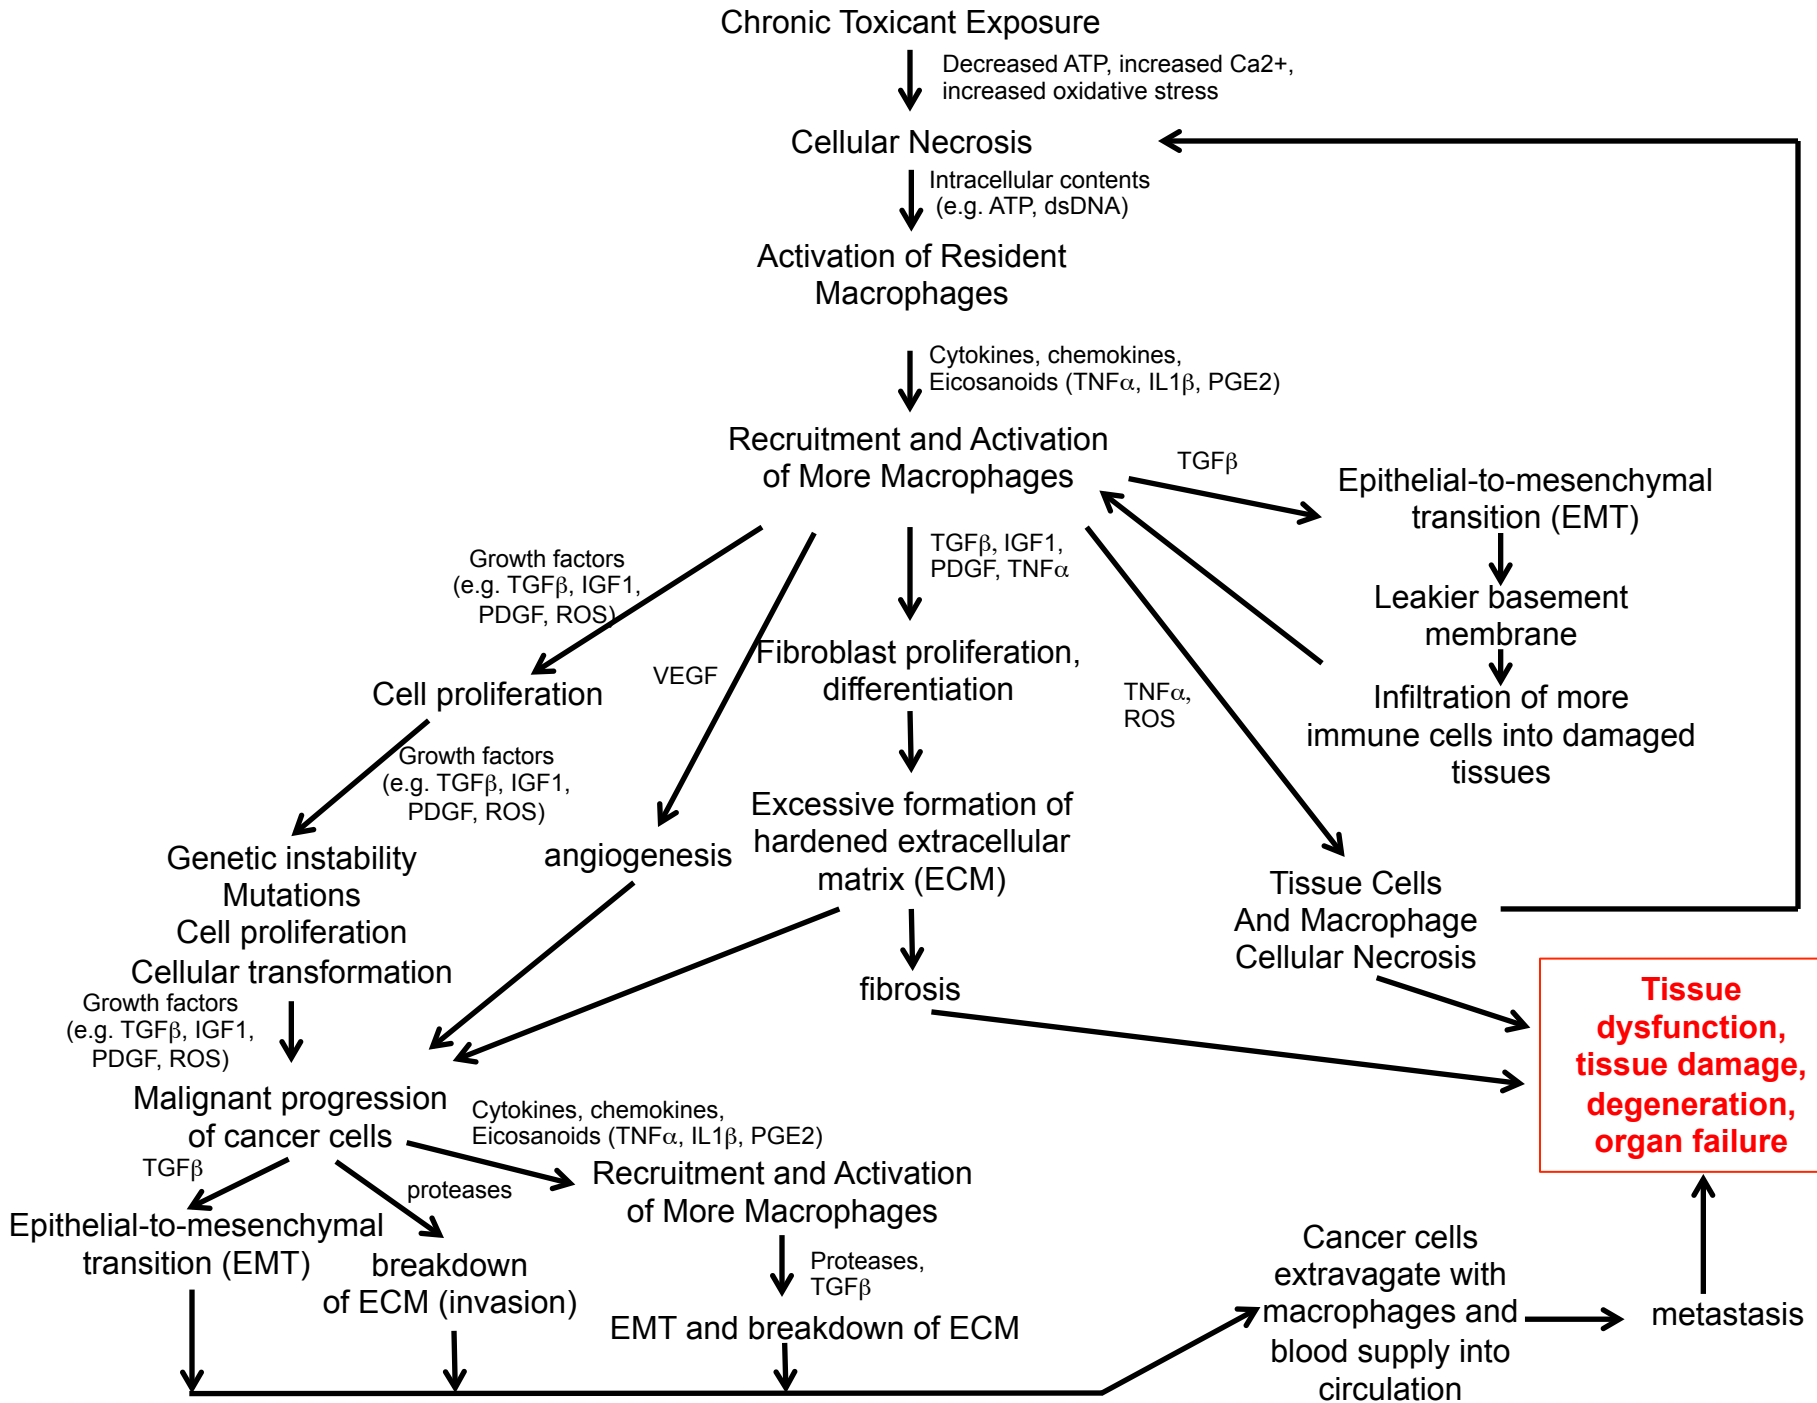 Chronic Toxicant Exposure
Decreased ATP, increased Ca2+,
increased oxidative stress
Cellular Necrosis
Intracellular contents
(e.g. ATP, dsDNA)
Activation of Resident
Macrophages
Cytokines, chemokines,
Eicosanoids (TNFα, IL1β, PGE2)
Recruitment and Activation
of More Macrophages
TGFβ
Epithelial-to-mesenchymal
transition (EMT)
Leakier basement
membrane
Infiltration of more
immune cells into damaged
tissues
Growth factors
(e.g. TGFβ, IGF1,
PDGF, ROS)
Cell proliferation
Growth factors
(e.g. TGFβ, IGF1,
PDGF, ROS)
Genetic instability
Mutations
Cell proliferation
Cellular transformation
VEGF
angiogenesis
TGFβ, IGF1,
PDGF, TNFα
Fibroblast proliferation,
differentiation
Excessive formation of
hardened extracellular
matrix (ECM)
fibrosis
TNFα,
ROS
Tissue Cells
And Macrophage
Cellular Necrosis
Tissue
dysfunction,
tissue damage,
degeneration,
organ failure
Growth factors
(e.g. TGFβ, IGF1,
PDGF, ROS)
Malignant progression
of cancer cells
TGFβ
Epithelial-to-mesenchymal
transition (EMT)
proteases
breakdown
of ECM (invasion)
Cytokines, chemokines,
Eicosanoids (TNFα, IL1β, PGE2)
Recruitment and Activation
of More Macrophages
Proteases,
TGFβ
EMT and breakdown of ECM
Cancer cells
extravagate with
macrophages and
blood supply into
circulation
metastasis